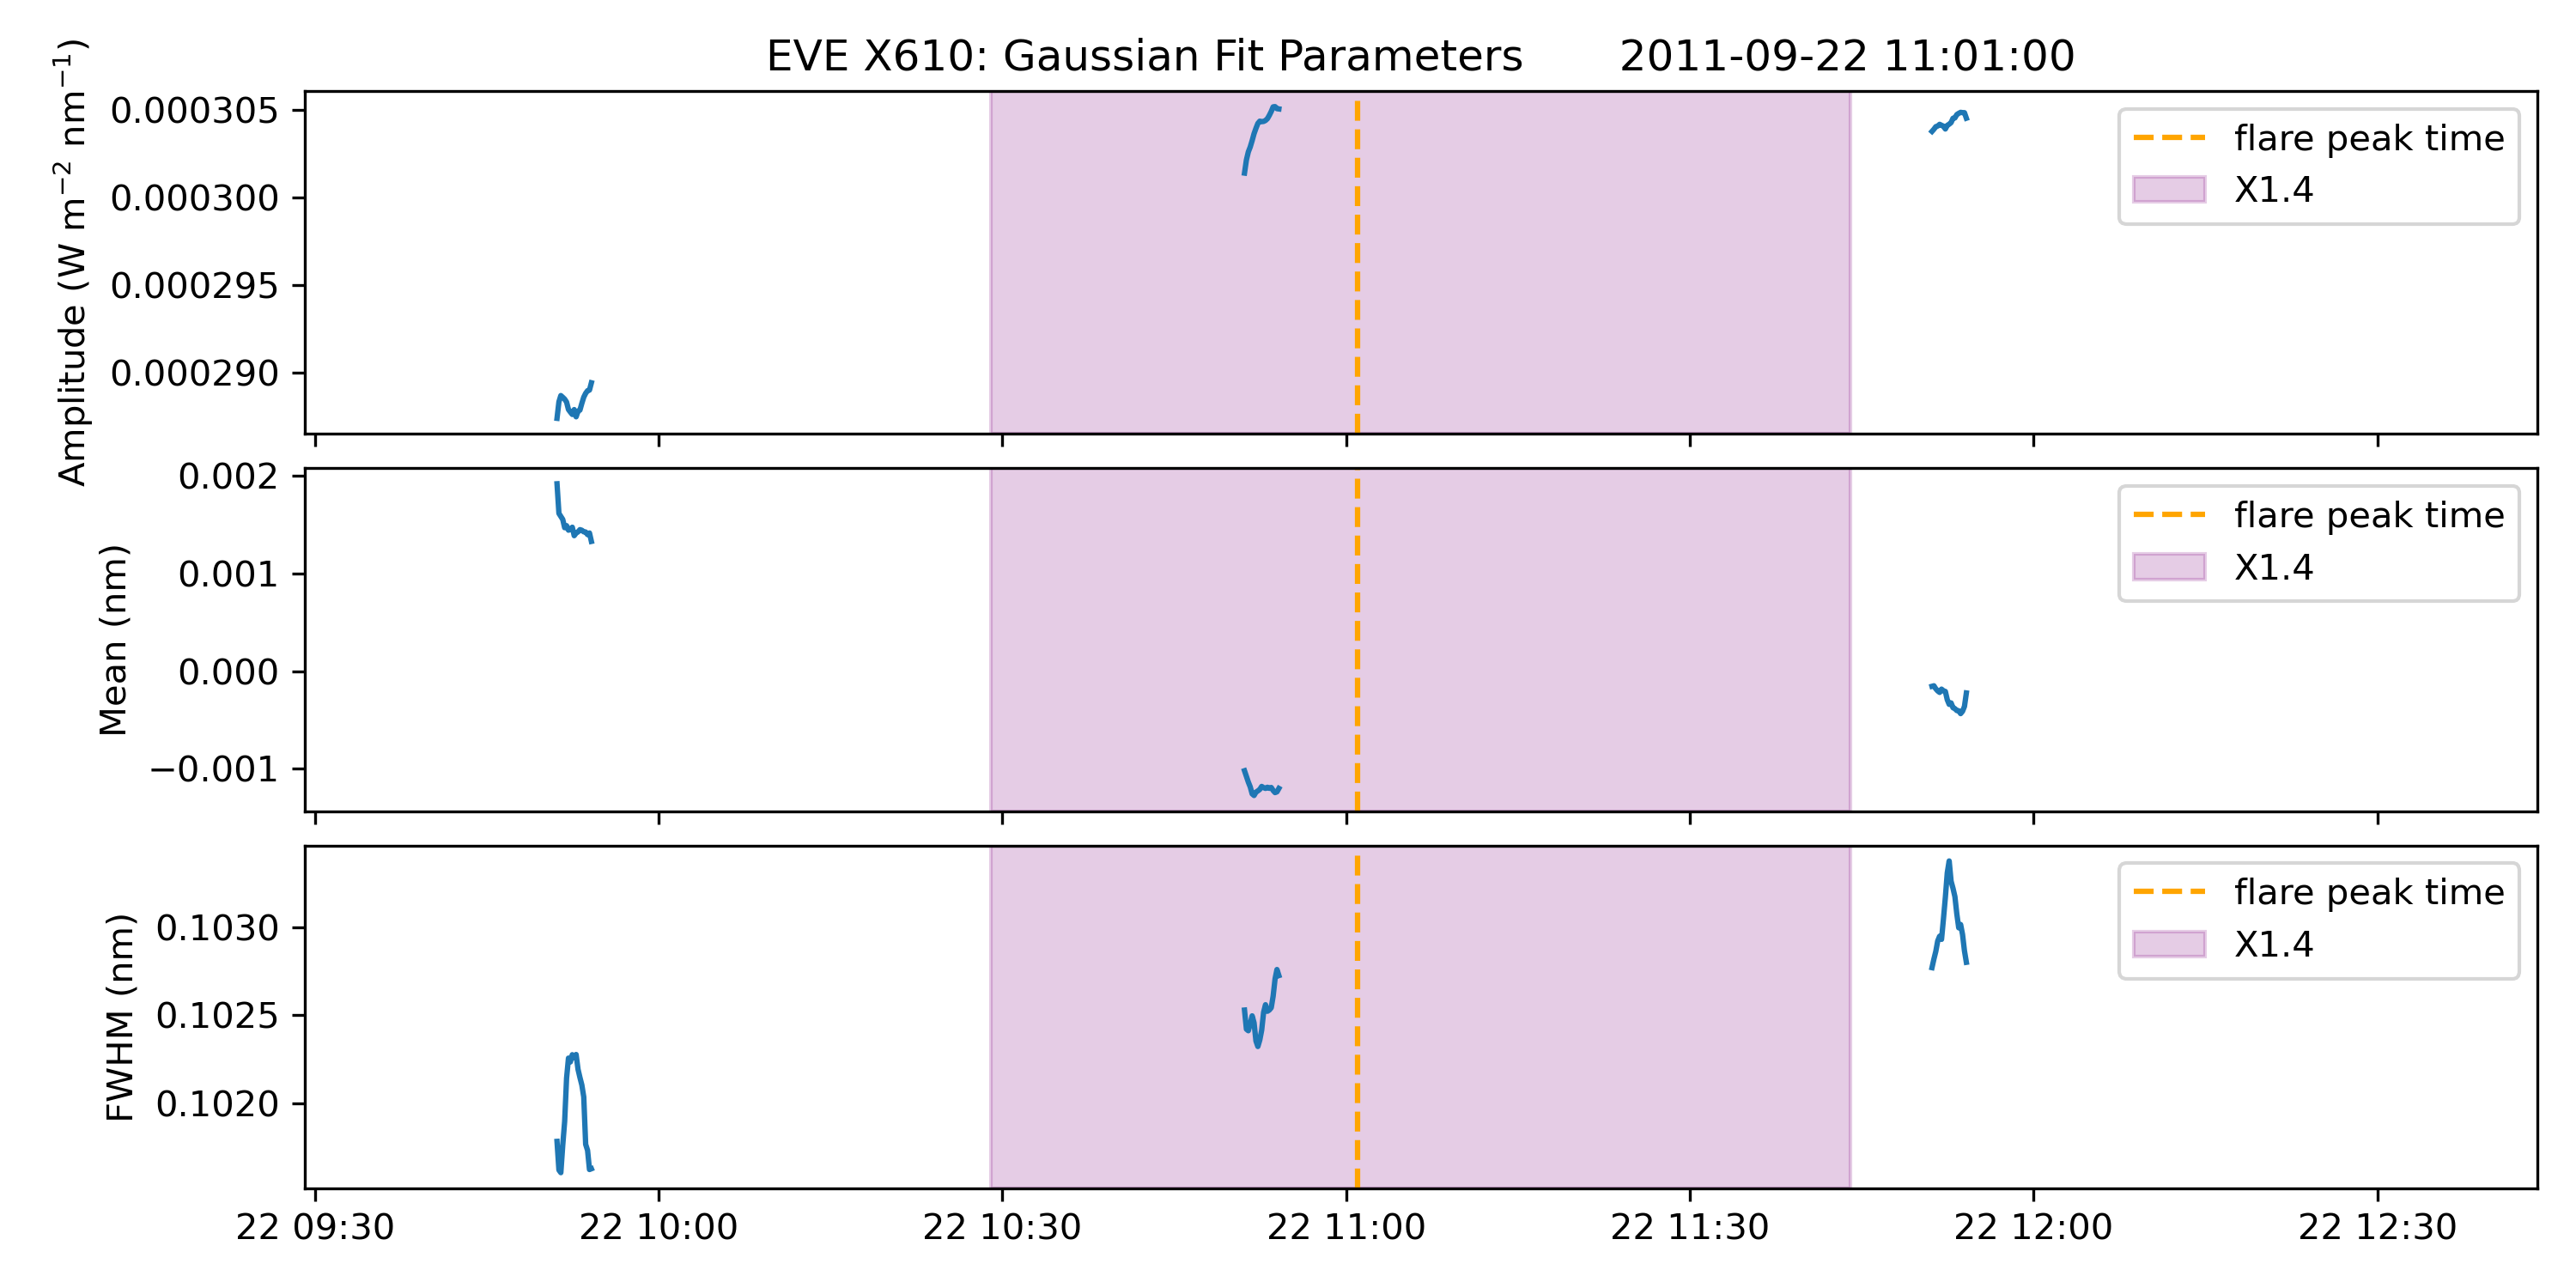 EVE X610: Gaussian Fit Parameters 2011-09-22 11:01:00
Amplitude (W m⁻² nm⁻¹)
0.000305
0.000300
0.000295
0.000290
flare peak time
X1.4
Mean (nm)
0.002
0.001
0.000
−0.001
flare peak time
X1.4
FWHM (nm)
0.1030
0.1025
0.1020
flare peak time
X1.4
22 09:30 22 10:00 22 10:30 22 11:00 22 11:30 22 12:00 22 12:30